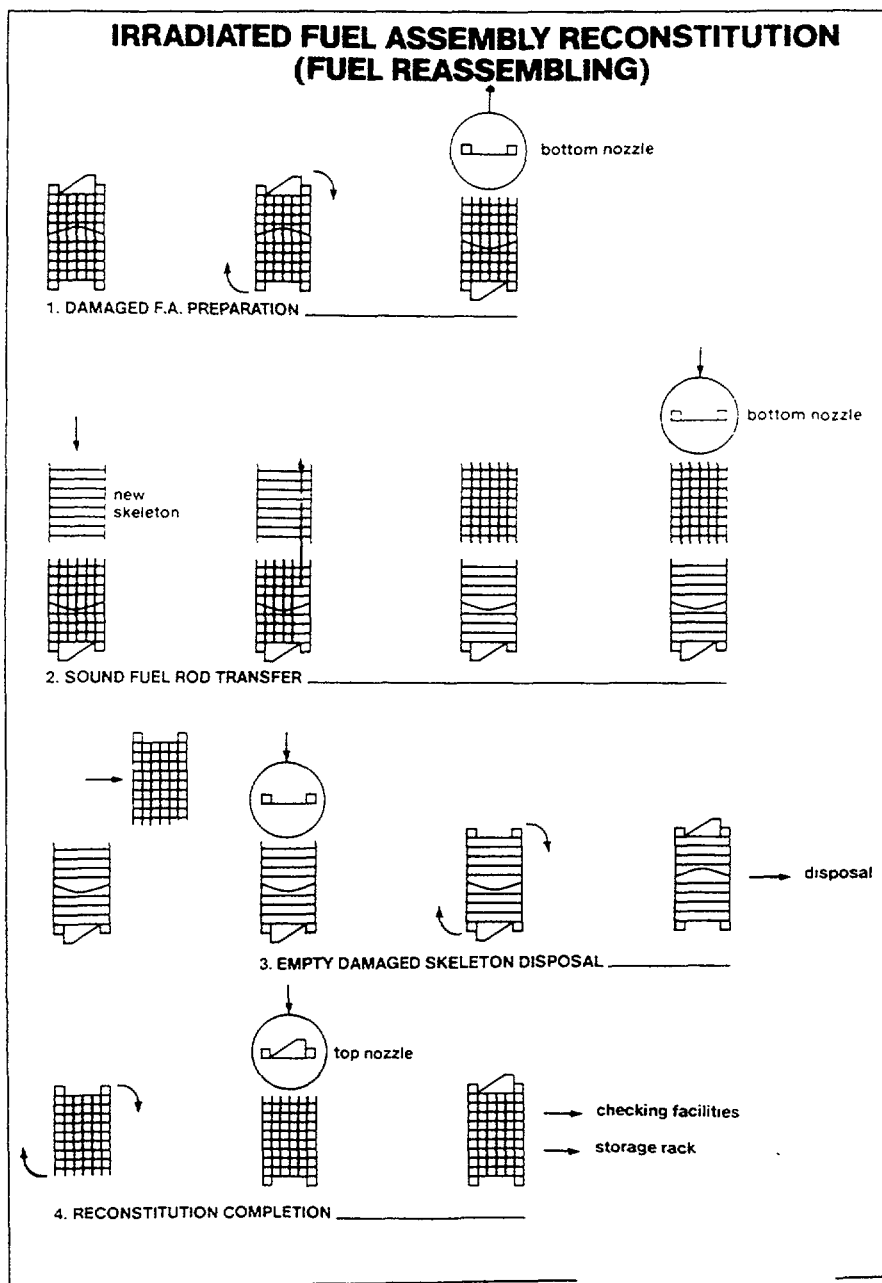 IRRADIATED FUEL ASSEMBLY RECONSTITUTION
(FUEL REASSEMBLING)
bottom nozzle
1. DAMAGED F.A. PREPARATION
bottom nozzle
new
skeleton
2. SOUND FUEL ROD TRANSFER
disposal
3. EMPTY DAMAGED SKELETON DISPOSAL
top nozzle
checking facilities
storage rack
4. RECONSTITUTION COMPLETION